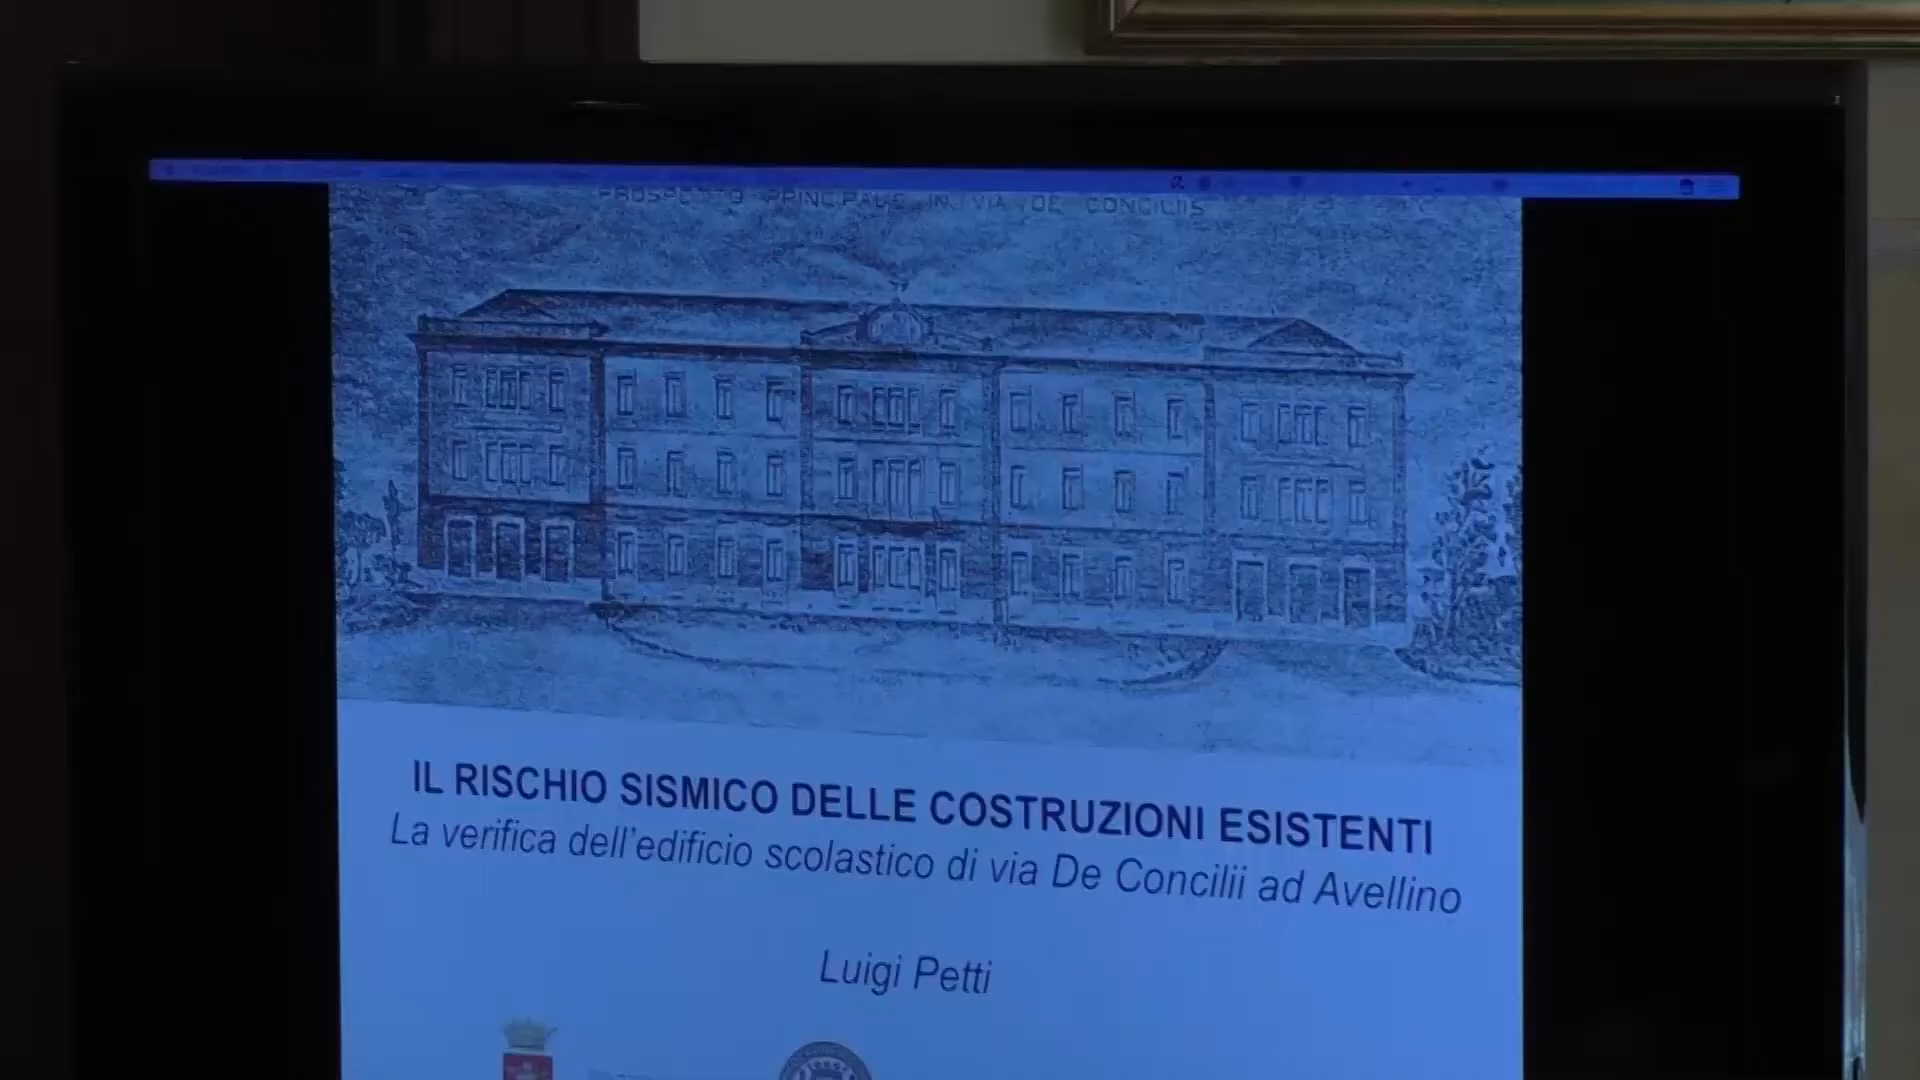 PROSPETTO PRINCIPALE IN VIA DE CONCILIIS
IL RISCHIO SISMICO DELLE COSTRUZIONI ESISTENTI
La verifica dell'edificio scolastico di via De Concilii ad Avellino
Luigi Petti